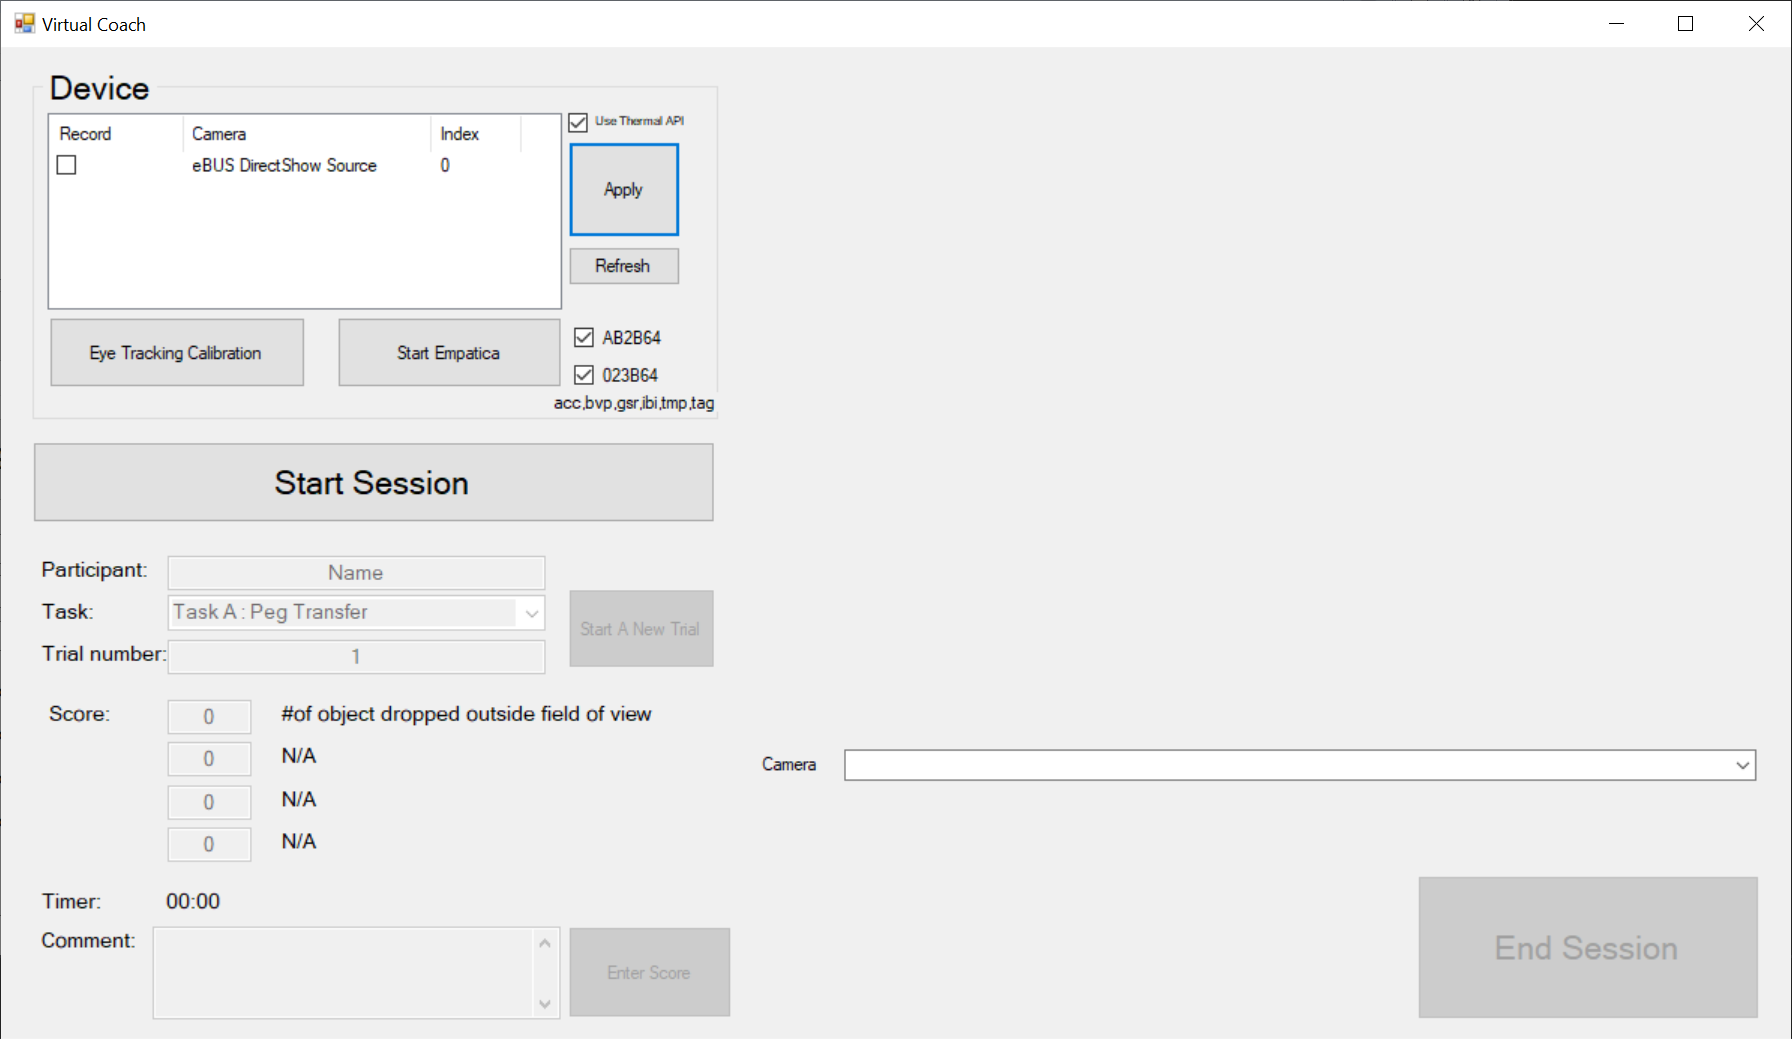 Virtual Coach
Device
Record Camera Index
eBUS DirectShow Source 0
Use Thermal API
Apply
Refresh
Eye Tracking Calibration
Start Empatica
AB2B64
023B64
acc,bvp,gsr,ibi,tmp,tag
Start Session
Participant: Name
Task: Task A : Peg Transfer
Trial number: 1
Start A New Trial
Score: 0 #of object dropped outside field of view
0 N/A
0 N/A
0 N/A
Camera
Timer: 00:00
Comment:
Enter Score
End Session